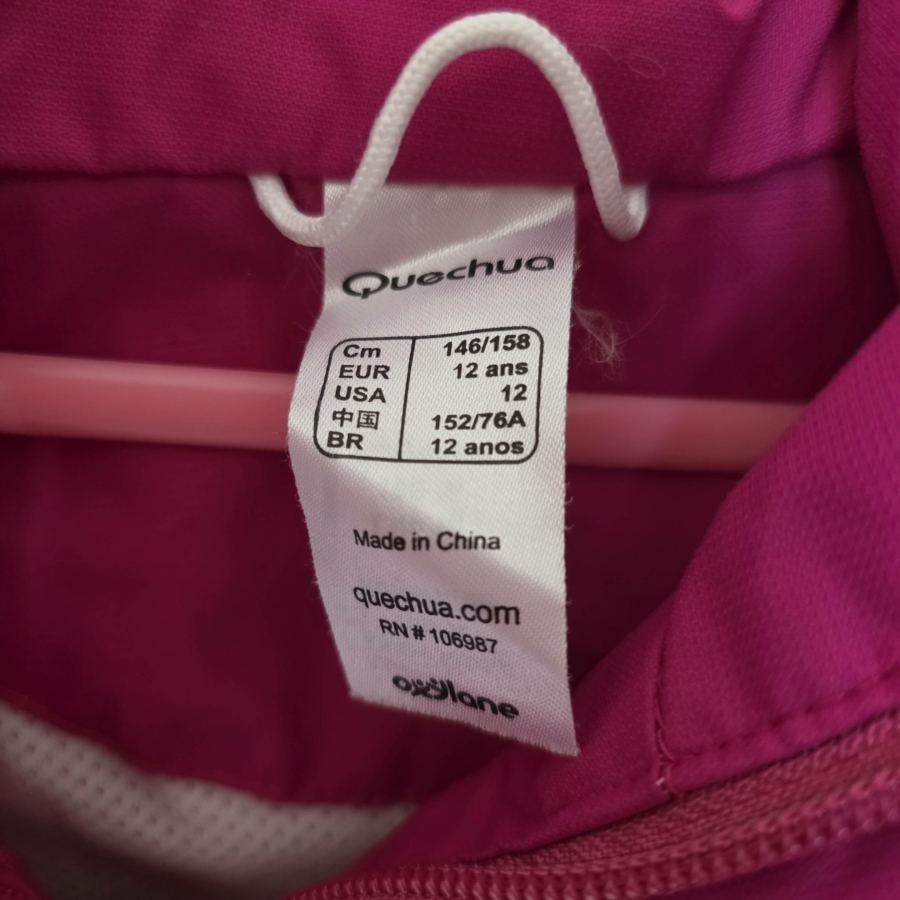 Quechua
Cm 146/158
EUR 12 ans
USA 12
中国 152/76A
BR 12 anos
Made in China
quechua.com
RN # 106987
oxylane